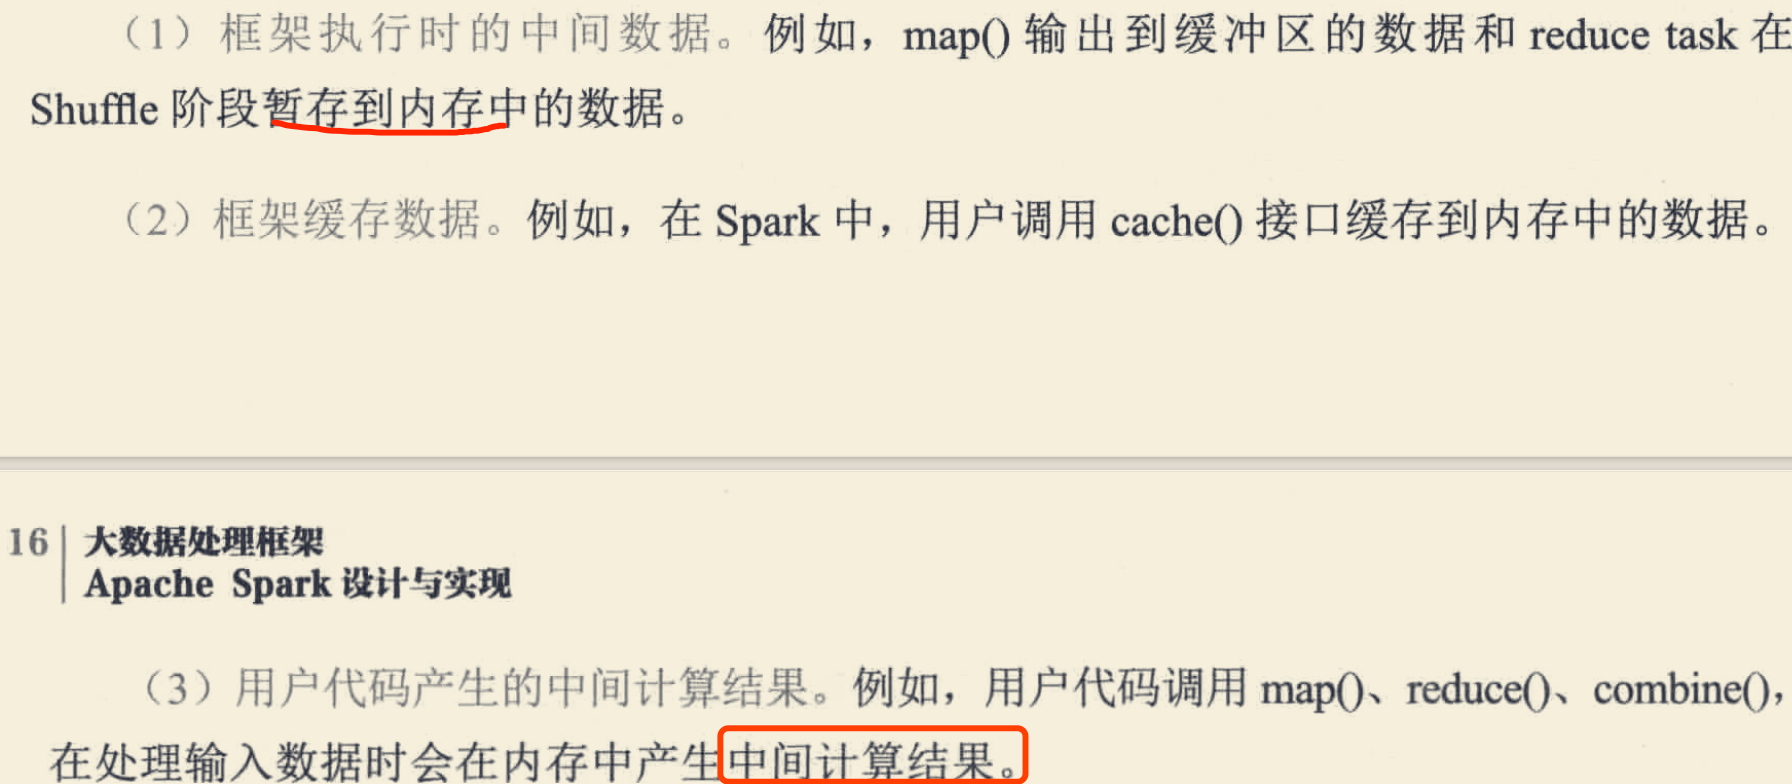 （1）框架执行时的中间数据。例如，map() 输出到缓冲区的数据和 reduce task 在
Shuffle 阶段暂存到内存中的数据。
（2）框架缓存数据。例如，在 Spark 中，用户调用 cache() 接口缓存到内存中的数据。
16 大数据处理框架
Apache Spark 设计与实现
（3）用户代码产生的中间计算结果。例如，用户代码调用 map()、reduce()、combine()，
在处理输入数据时会在内存中产生中间计算结果。